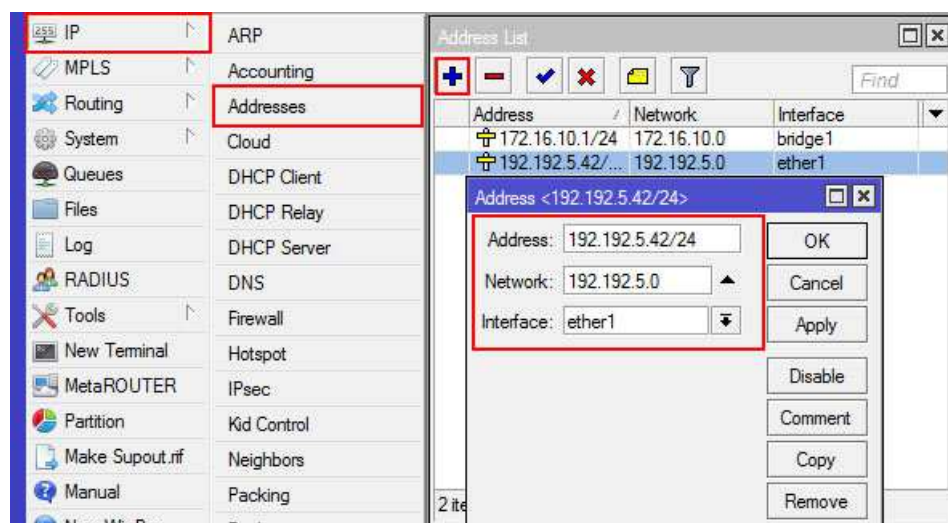 IP
MPLS
Routing
System
Queues
Files
Log
RADIUS
Tools
New Terminal
MetaROUTER
Partition
Make Supout.rif
Manual
ARP
Accounting
Addresses
Cloud
DHCP Client
DHCP Relay
DHCP Server
DNS
Firewall
Hotspot
IPsec
Kid Control
Neighbors
Packing
Address List
Find
Address / Network Interface
172.16.10.1/24 172.16.10.0 bridge1
192.192.5.42/... 192.192.5.0 ether1
Address <192.192.5.42/24>
Address: 192.192.5.42/24
Network: 192.192.5.0
Interface: ether1
OK
Cancel
Apply
Disable
Comment
Copy
Remove
2 ite